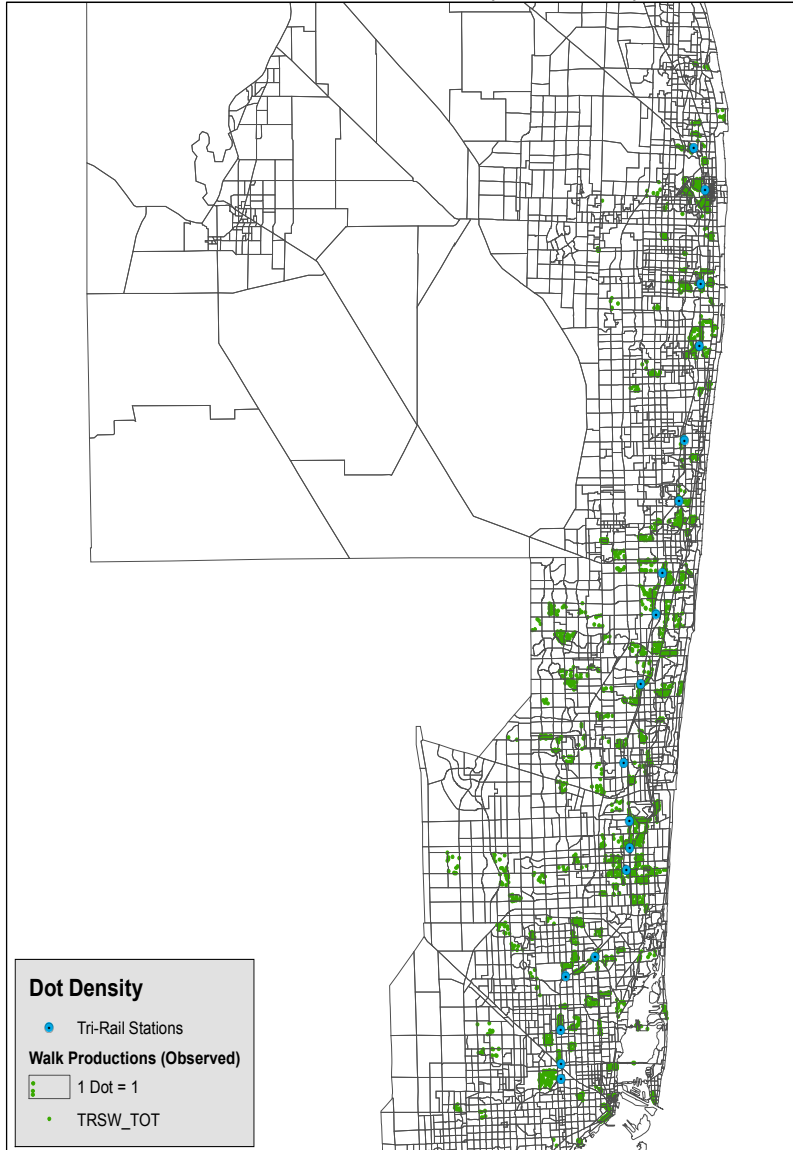 Dot Density
Tri-Rail Stations
Walk Productions (Observed)
1 Dot = 1
TRSW_TOT